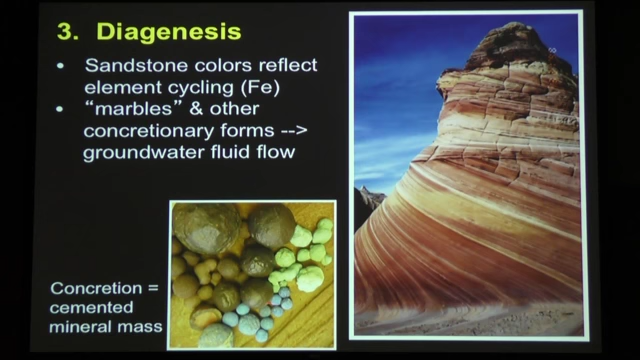 3. Diagenesis
• Sandstone colors reflect
element cycling (Fe)
• “marbles” & other
concretionary forms -->
groundwater fluid flow
Concretion =
cemented
mineral mass